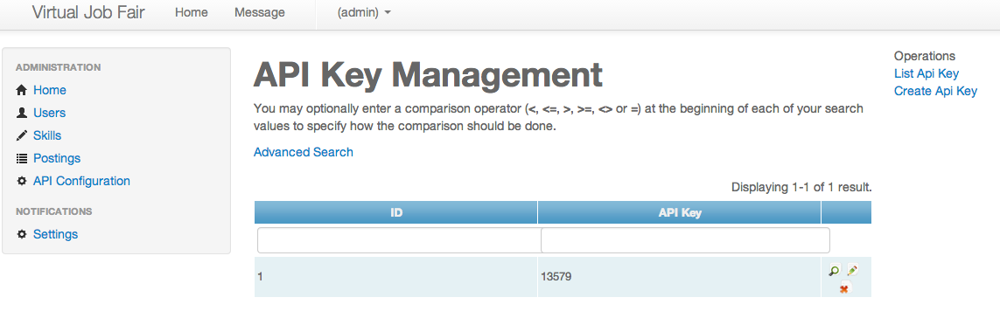 Virtual Job Fair Home Message (admin)
ADMINISTRATION
Home
Users
Skills
Postings
API Configuration
NOTIFICATIONS
Settings
API Key Management
You may optionally enter a comparison operator (<, <=, >, >=, <> or =) at the beginning of each of your search
values to specify how the comparison should be done.
Advanced Search
Displaying 1-1 of 1 result.
ID API Key
1 13579
Operations
List Api Key
Create Api Key